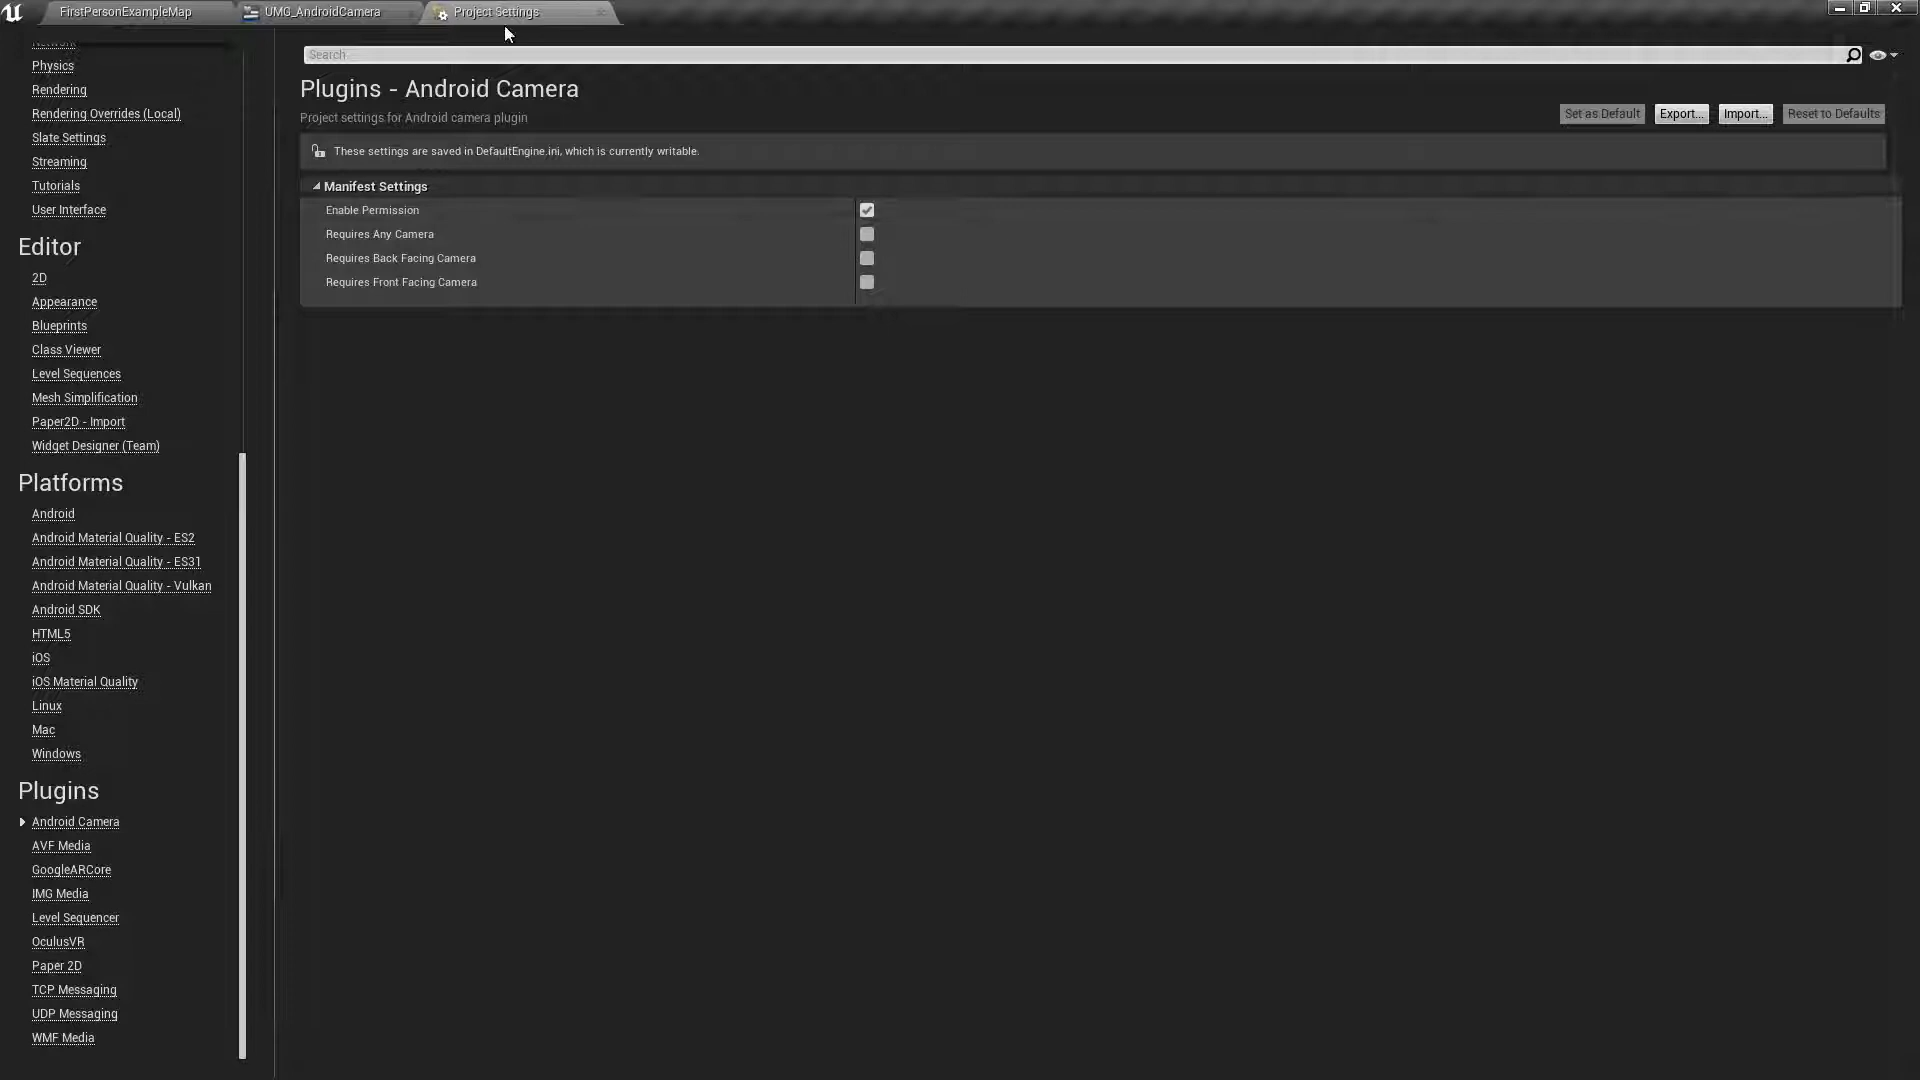 FirstPersonExampleMap
UMG_AndroidCamera
Project Settings
Network
Physics
Rendering
Rendering Overrides (Local)
Slate Settings
Streaming
Tutorials
User Interface
Editor
2D
Appearance
Blueprints
Class Viewer
Level Sequences
Mesh Simplification
Paper2D - Import
Widget Designer (Team)
Platforms
Android
Android Material Quality - ES2
Android Material Quality - ES31
Android Material Quality - Vulkan
Android SDK
HTML5
iOS
iOS Material Quality
Linux
Mac
Windows
Plugins
Android Camera
AVF Media
GoogleARCore
IMG Media
Level Sequencer
OculusVR
Paper 2D
TCP Messaging
UDP Messaging
WMF Media
Search
Plugins - Android Camera
Project settings for Android camera plugin
Set as Default
Export...
Import...
Reset to Defaults
These settings are saved in DefaultEngine.ini, which is currently writable.
Manifest Settings
Enable Permission
Requires Any Camera
Requires Back Facing Camera
Requires Front Facing Camera